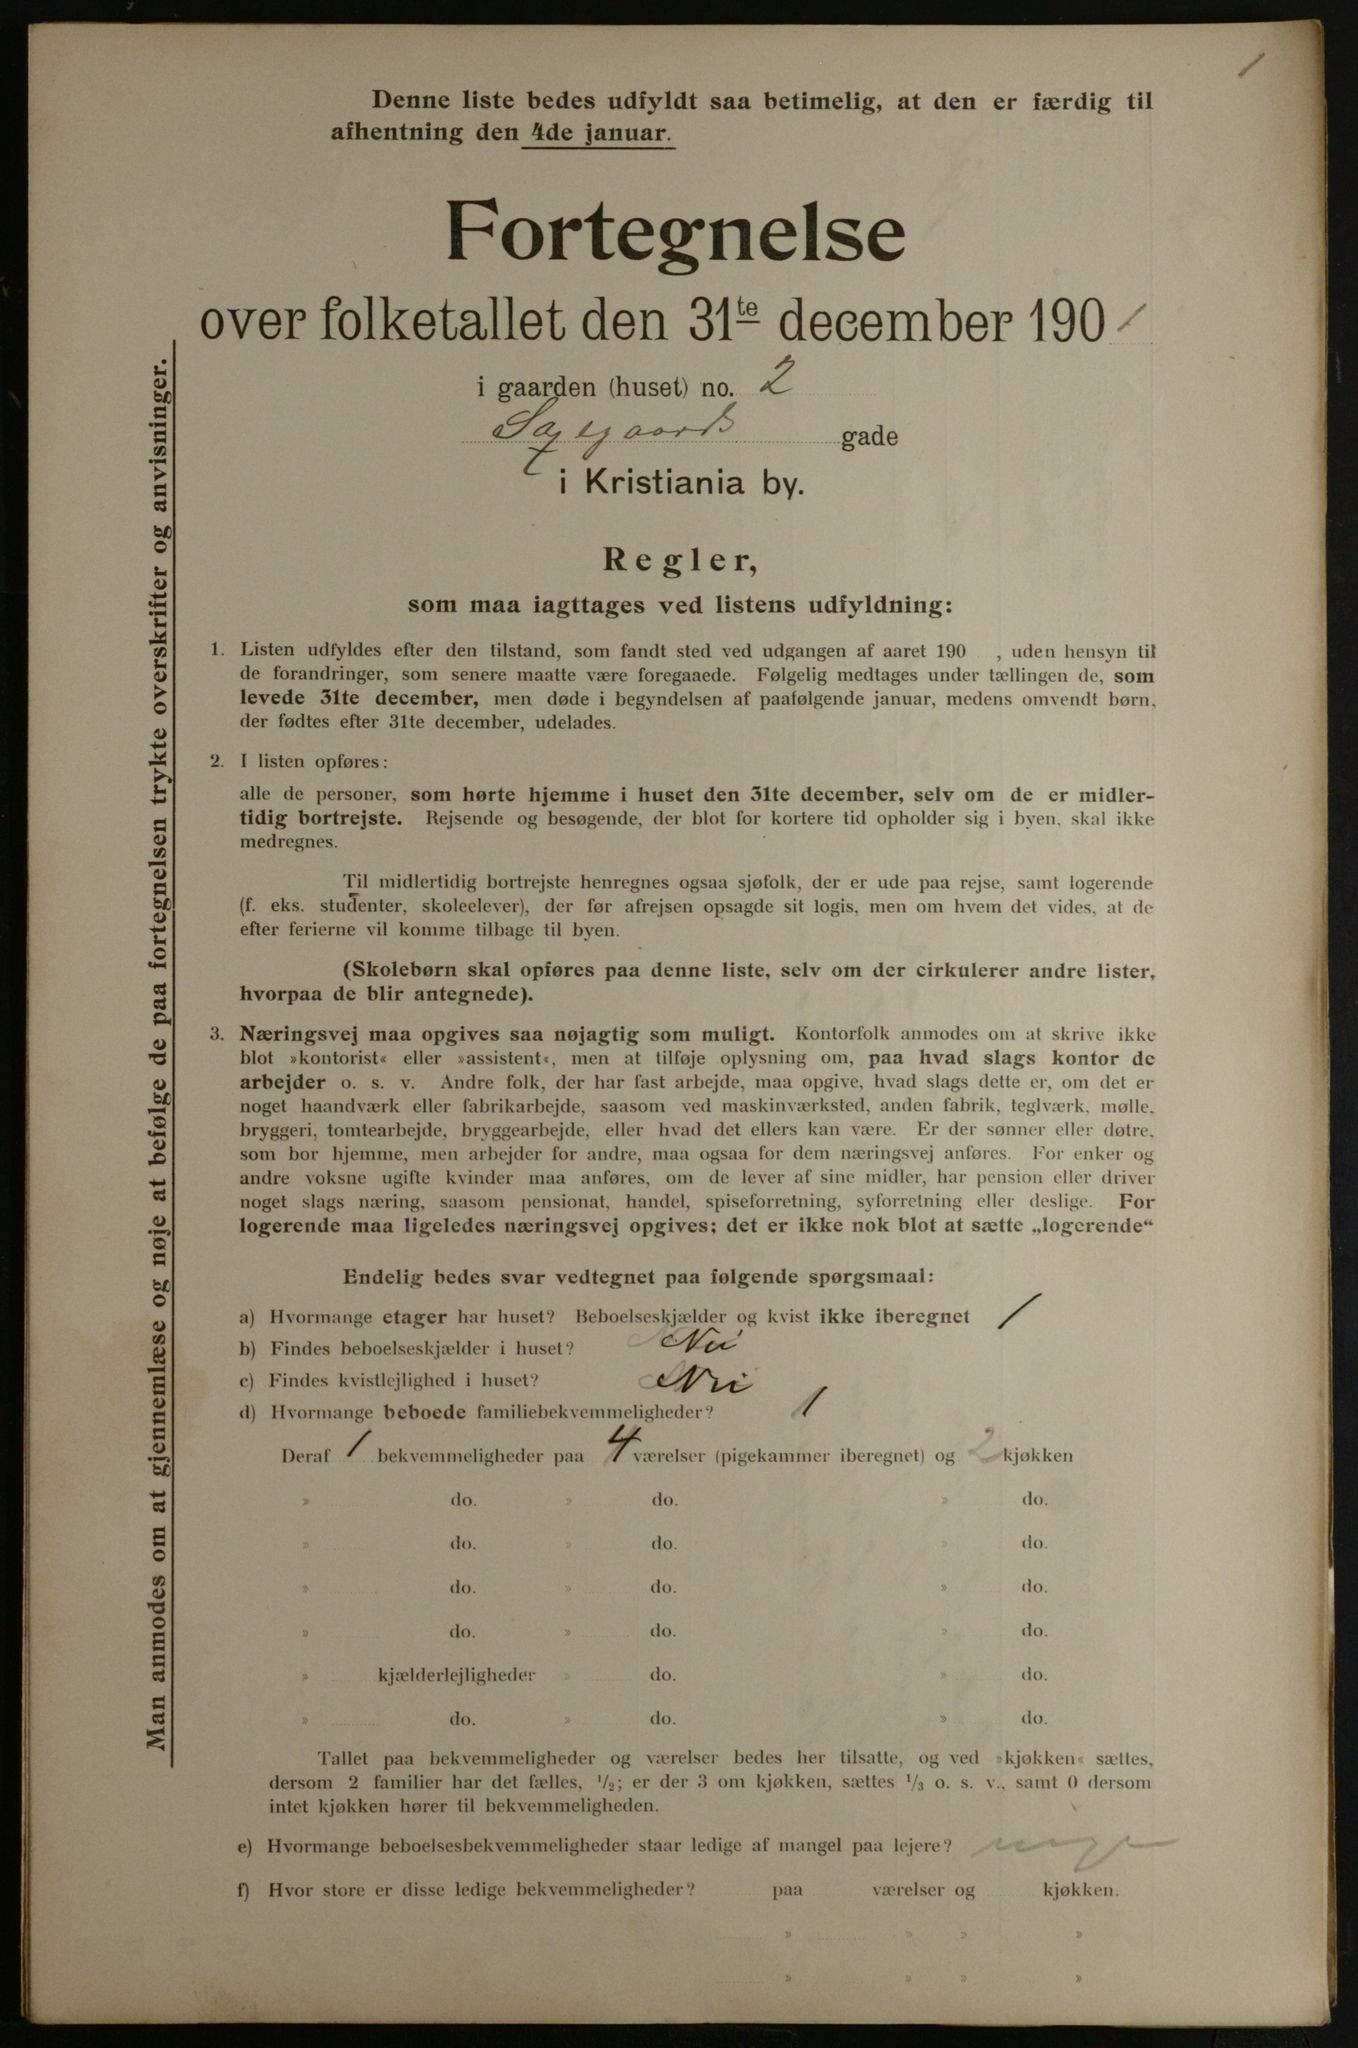 1
Denne liste bedes udfyldt saa betimelig, at den er færdig til
afhentning den 4de januar.
Fortegnelse
over folketallet den 31te december 1901
i gaarden (huset) no. 2
Sagegaards gade
i Kristiania by.
Man anmodes om at gjennemlæse og nøje at befølge de paa fortegnelsen trykte overskrifter og anvisninger.
Regler,
som maa iagttages ved listens udfyldning:
1. Listen udfyldes efter den tilstand, som fandt sted ved udgangen af aaret 190 , uden hensyn til
de forandringer, som senere maatte være foregaaede. Følgelig medtages under tællingen de, som
levede 31te december, men døde i begyndelsen af paafølgende januar, medens omvendt børn,
der fødtes efter 31te december, udelades.
2. I listen opføres:
alle de personer, som hørte hjemme i huset den 31te december, selv om de er midler-
tidig bortrejste. Rejsende og besøgende, der blot for kortere tid opholder sig i byen, skal ikke
medregnes.
Til midlertidig bortrejste henregnes ogsaa sjøfolk, der er ude paa rejse, samt logerende
(f. eks. studenter, skoleelever), der før afrejsen opsagde sit logis, men om hvem det vides, at de
efter ferierne vil komme tilbage til byen.
(Skolebørn skal opføres paa denne liste, selv om der cirkulerer andre lister,
hvorpaa de blir antegnede).
3. Næringsvej maa opgives saa nøjagtig som muligt. Kontorfolk anmodes om at skrive ikke
blot »kontorist« eller »assistent«, men at tilføje oplysning om, paa hvad slags kontor de
arbejder o. s. v. Andre folk, der har fast arbejde, maa opgive, hvad slags dette er, om det er
noget haandværk eller fabrikarbejde, saasom ved maskinværksted, anden fabrik, teglværk, mølle,
bryggeri, tomtearbejde, bryggearbejde, eller hvad det ellers kan være. Er der sønner eller døtre,
som bor hjemme, men arbejder for andre, maa ogsaa for dem næringsvej anføres. For enker og
andre voksne ugifte kvinder maa anføres, om de lever af sine midler, har pension eller driver
noget slags næring, saasom pensionat, handel, spiseforretning, syforretning eller deslige. For
logerende maa ligeledes næringsvej opgives; det er ikke nok blot at sætte „logerende“
Endelig bedes svar vedtegnet paa følgende spørgsmaal:
a) Hvormange etager har huset? Beboelseskjælder og kvist ikke iberegnet 1
b) Findes beboelseskjælder i huset? Nei
c) Findes kvistlejlighed i huset? Nei
d) Hvormange beboede familiebekvemmeligheder? 1
Deraf 1 bekvemmeligheder paa 4 værelser (pigekammer iberegnet) og 2 kjøkken
» do. » do. » do.
» do. » do. » do.
» do. » do. » do.
» do. » do. » do.
» kjælderlejligheder » do. » do.
» do. » do. » do.
Tallet paa bekvemmeligheder og værelser bedes her tilsatte, og ved »kjøkken« sættes,
dersom 2 familier har det fælles, 1/2; er der 3 om kjøkken, sættes 1/3 o. s. v., samt 0 dersom
intet kjøkken hører til bekvemmeligheden.
e) Hvormange beboelsesbekvemmeligheder staar ledige af mangel paa lejere?
f) Hvor store er disse ledige bekvemmeligheder? paa værelser og kjøkken.
» » » »
» » » »